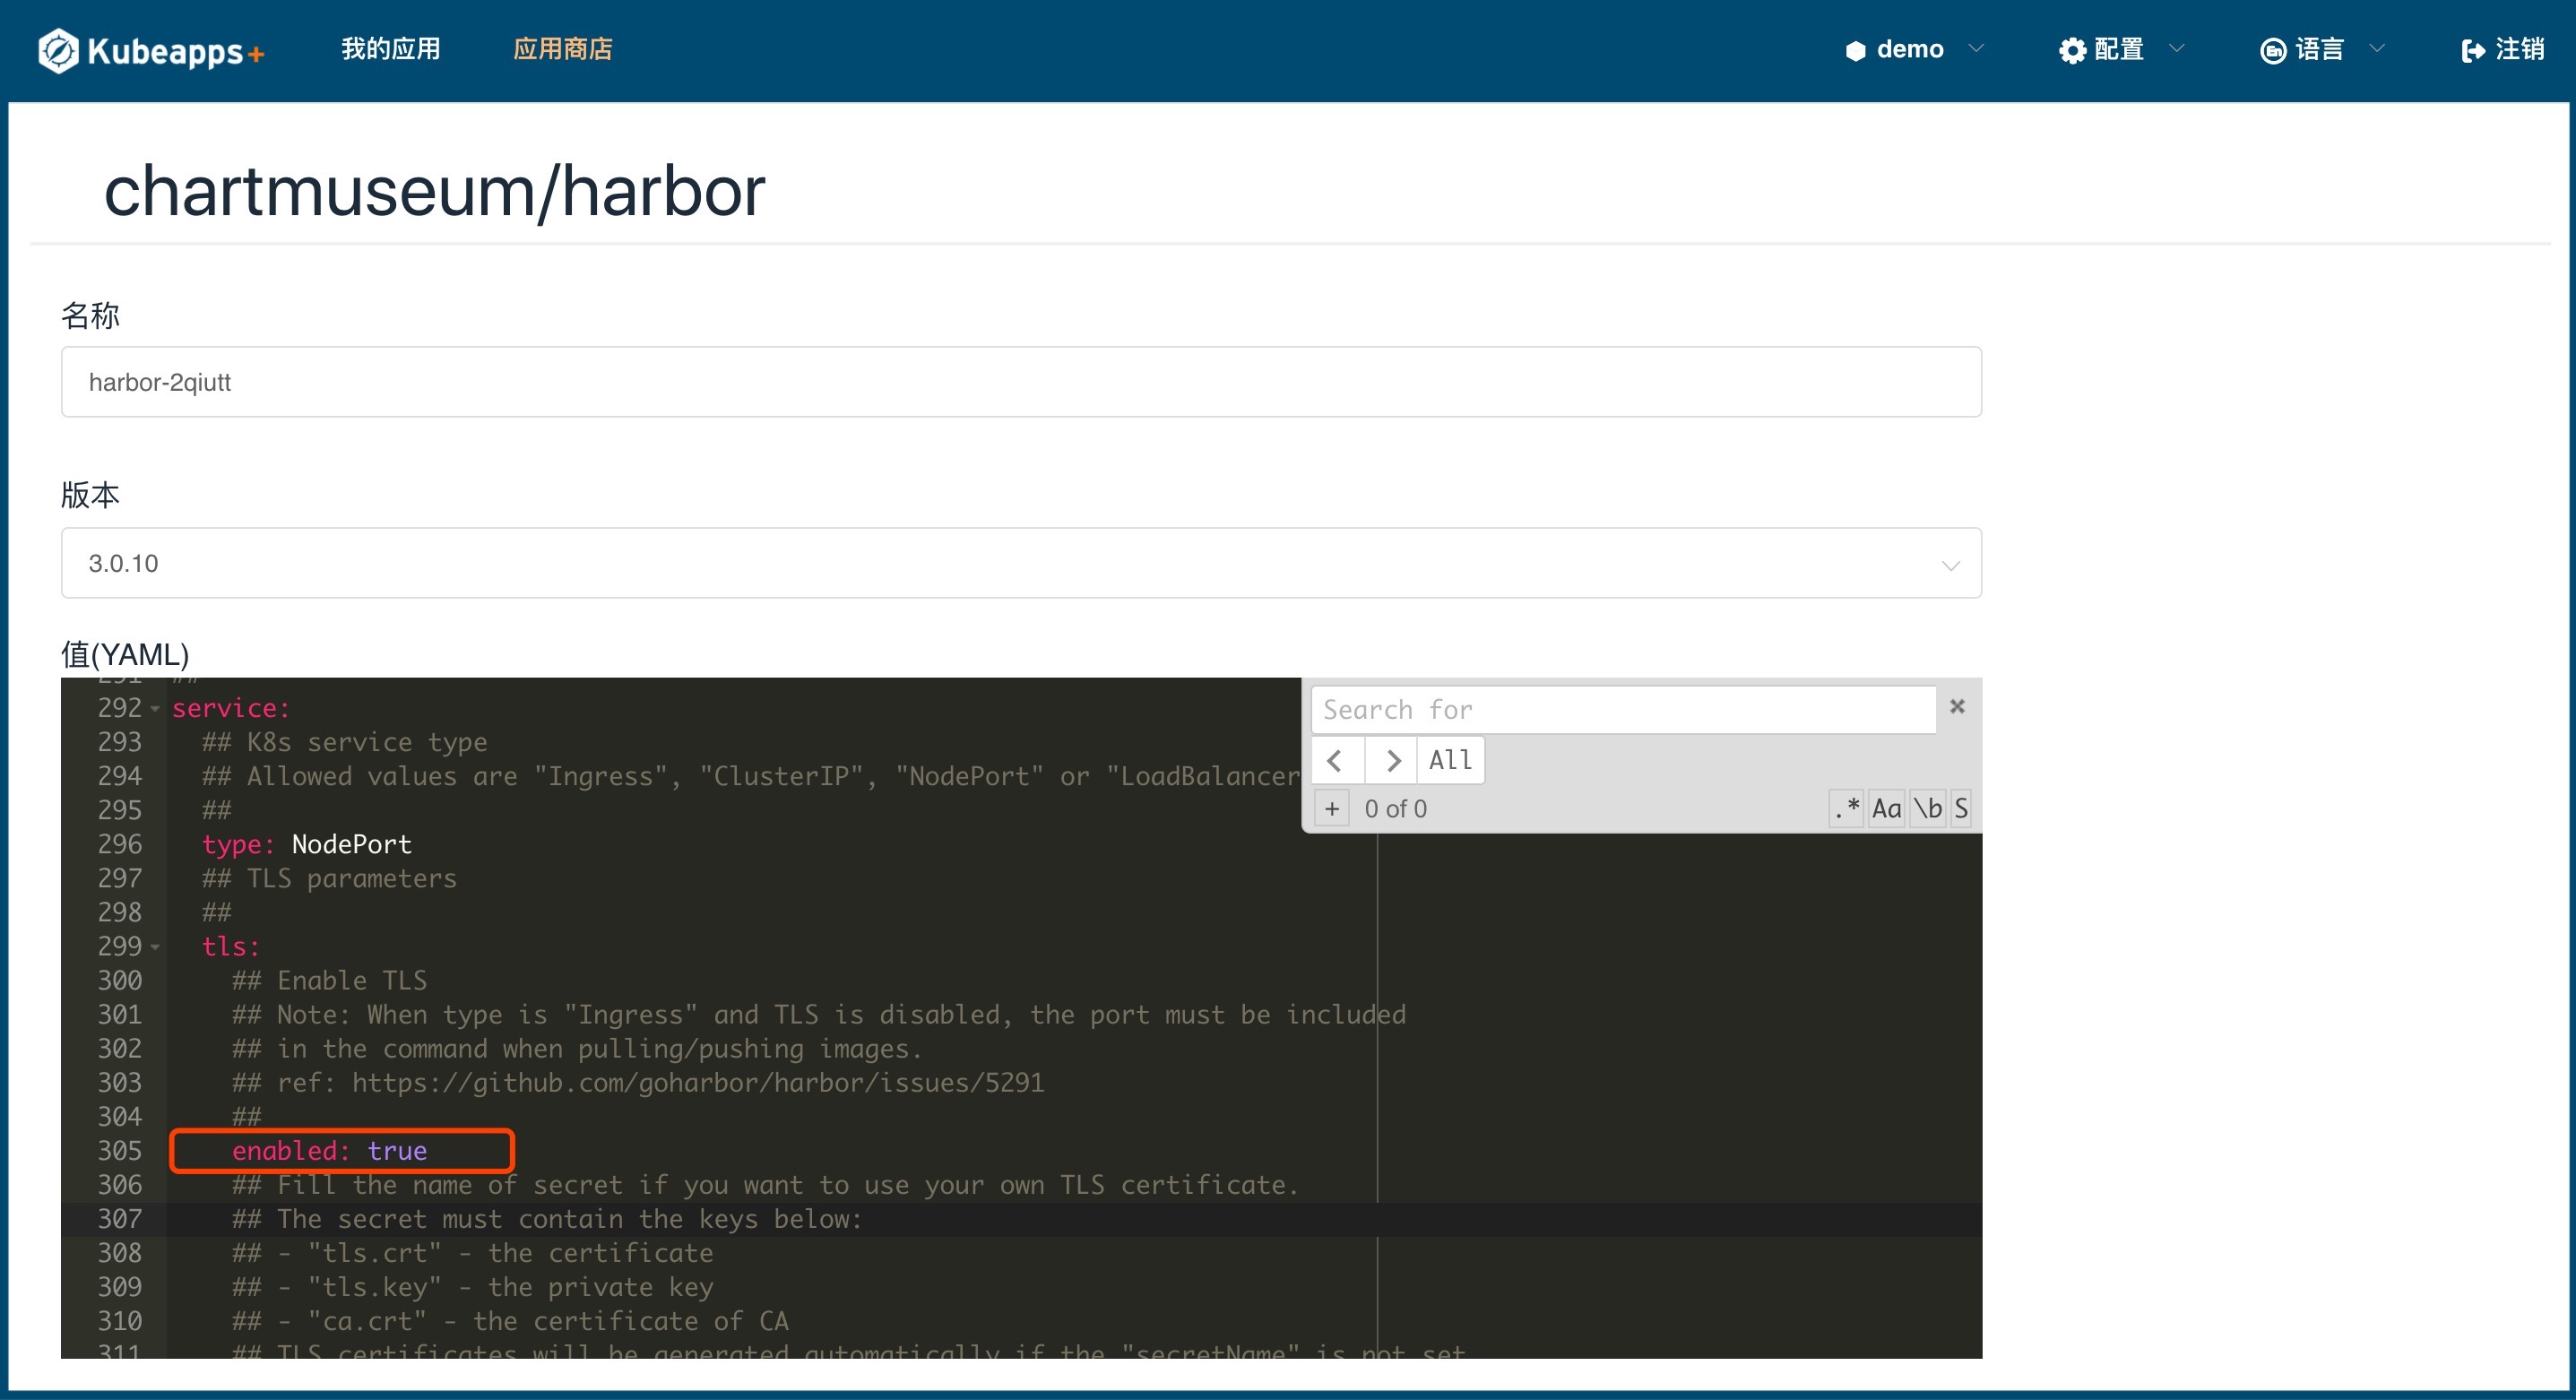 Kubeapps+ 我的应用 应用商店 demo 配置 语言 注销
chartmuseum/harbor
名称
harbor-2qiutt
版本
3.0.10
值(YAML)
291 ##
292 service:
293 ## K8s service type
294 ## Allowed values are "Ingress", "ClusterIP", "NodePort" or "LoadBalancer
295 ##
296 type: NodePort
297 ## TLS parameters
298 ##
299 tls:
300 ## Enable TLS
301 ## Note: When type is "Ingress" and TLS is disabled, the port must be included
302 ## in the command when pulling/pushing images.
303 ## ref: https://github.com/goharbor/harbor/issues/5291
304 ##
305 enabled: true
306 ## Fill the name of secret if you want to use your own TLS certificate.
307 ## The secret must contain the keys below:
308 ## - "tls.crt" - the certificate
309 ## - "tls.key" - the private key
310 ## - "ca.crt" - the certificate of CA
311 ## TLS certificates will be generated automatically if the "secretName" is not set
Search for
All
+ 0 of 0 .* Aa \b S